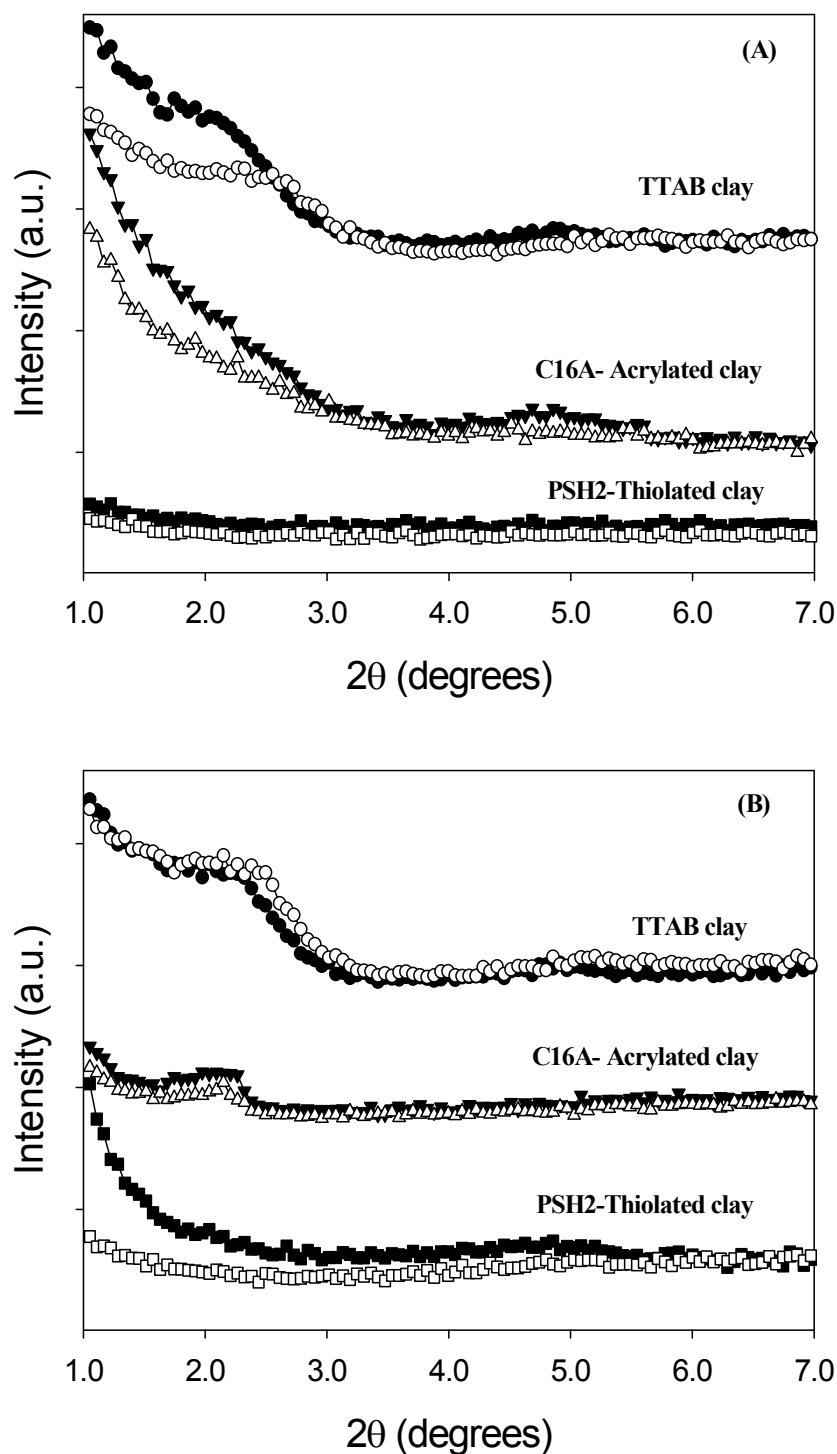 (A)
TTAB clay
C16A- Acrylated clay
PSH2-Thiolated clay
Intensity (a.u.)
1.0 2.0 3.0 4.0 5.0 6.0 7.0
2θ (degrees)
(B)
TTAB clay
C16A- Acrylated clay
PSH2-Thiolated clay
Intensity (a.u.)
1.0 2.0 3.0 4.0 5.0 6.0 7.0
2θ (degrees)